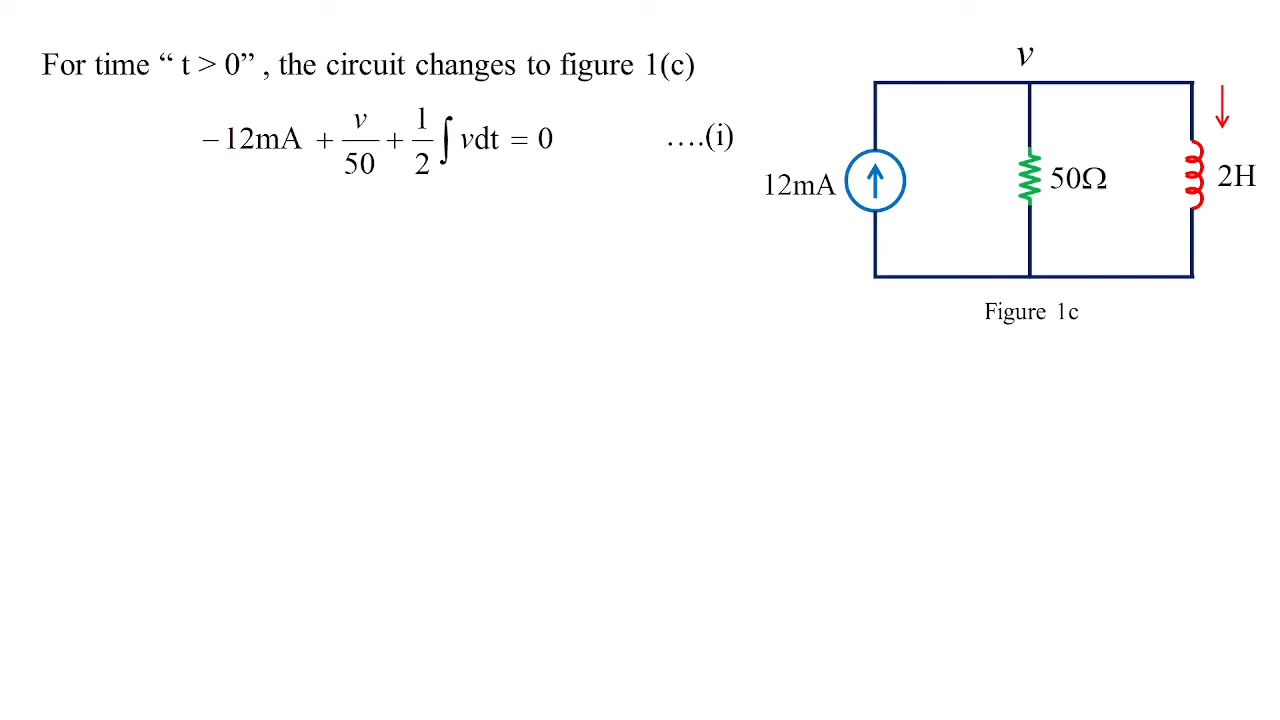 For time “ t > 0” , the circuit changes to figure 1(c)
− 12mA + v/50 + 1/2 ∫ vdt = 0 ….(i)
v
12mA
50Ω
2H
Figure 1c